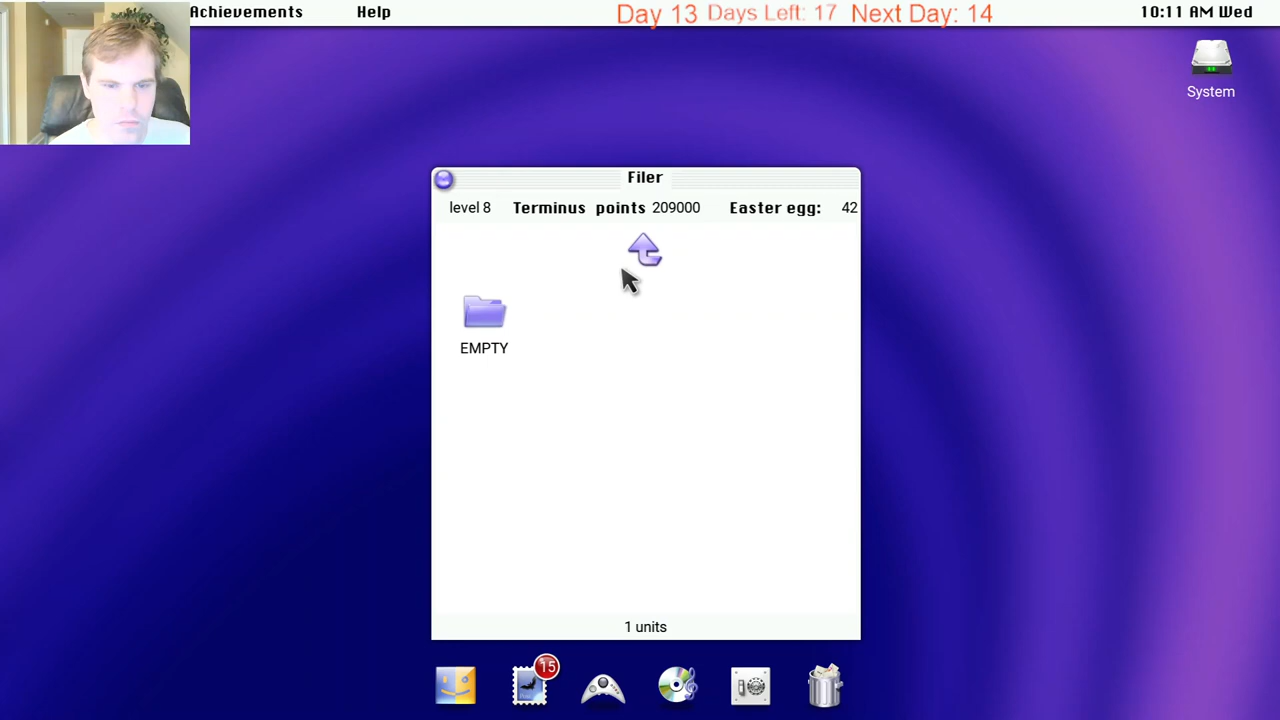 Achievements Help Day 13 Days Left: 17 Next Day: 14 10:11 AM Wed
System
Filer
level 8 Terminus points 209000 Easter egg: 42
EMPTY
1 units
15